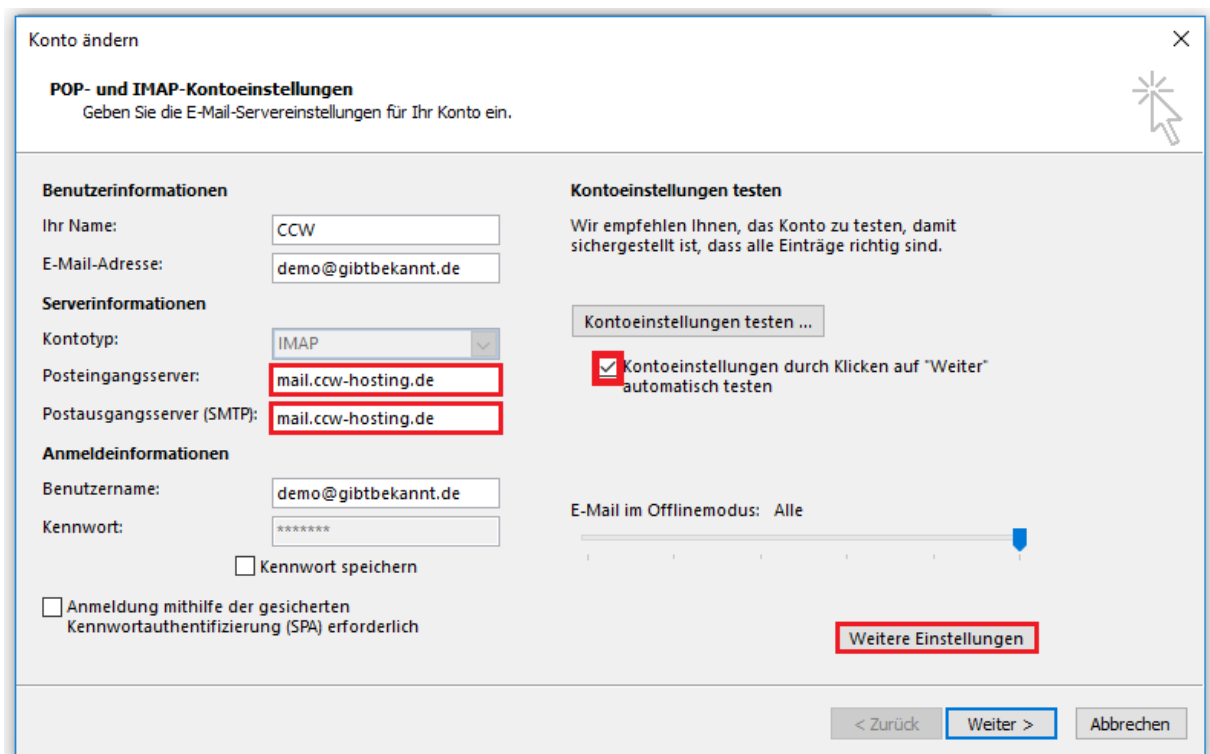 Konto ändern
POP- und IMAP-Kontoeinstellungen
Geben Sie die E-Mail-Servereinstellungen für Ihr Konto ein.
Benutzerinformationen
Ihr Name:
CCW
E-Mail-Adresse:
demo@gibtbekannt.de
Serverinformationen
Kontotyp:
IMAP
Posteingangsserver:
mail.ccw-hosting.de
Postausgangsserver (SMTP):
mail.ccw-hosting.de
Anmeldeinformationen
Benutzername:
demo@gibtbekannt.de
Kennwort:
*******
Kennwort speichern
Anmeldung mithilfe der gesicherten
Kennwortauthentifizierung (SPA) erforderlich
Kontoeinstellungen testen
Wir empfehlen Ihnen, das Konto zu testen, damit
sichergestellt ist, dass alle Einträge richtig sind.
Kontoeinstellungen testen ...
Kontoeinstellungen durch Klicken auf "Weiter"
automatisch testen
E-Mail im Offlinemodus: Alle
Weitere Einstellungen
< Zurück
Weiter >
Abbrechen